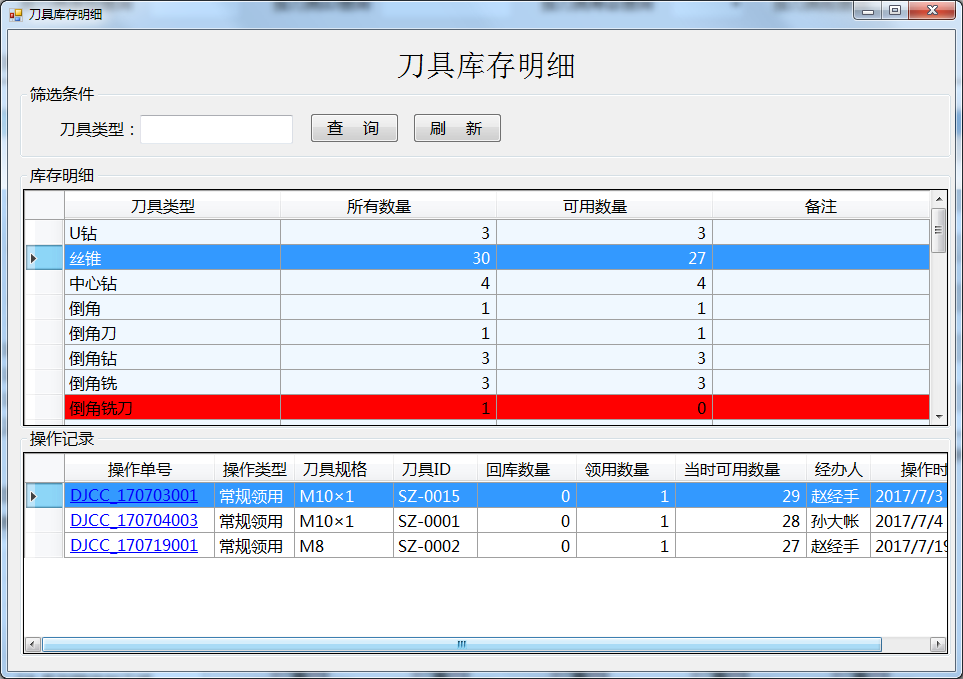 刀具库存明细
刀具库存明细
筛选条件
刀具类型： 查 询 刷 新
库存明细
刀具类型 所有数量 可用数量 备注
U钻 3 3
丝锥 30 27
中心钻 4 4
倒角 1 1
倒角刀 1 1
倒角钻 3 3
倒角铣 3 3
倒角铣刀 1 0
操作记录
操作单号 操作类型 刀具规格 刀具ID 回库数量 领用数量 当时可用数量 经办人 操作时
DJCC_170703001 常规领用 M10×1 SZ-0015 0 1 29 赵经手 2017/7/3
DJCC_170704003 常规领用 M10×1 SZ-0001 0 1 28 孙大帐 2017/7/4
DJCC_170719001 常规领用 M8 SZ-0002 0 1 27 赵经手 2017/7/19